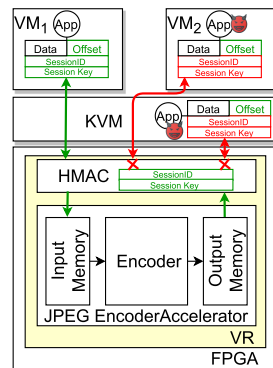 VM1 App
Data Offset
SessionID
Session Key
VM2 App
Data Offset
SessionID
Session Key
KVM
App
Data Offset
SessionID
Session Key
HMAC
SessionID
Session Key
Input
Memory
Encoder
Output
Memory
JPEG EncoderAccelerator
VR
FPGA